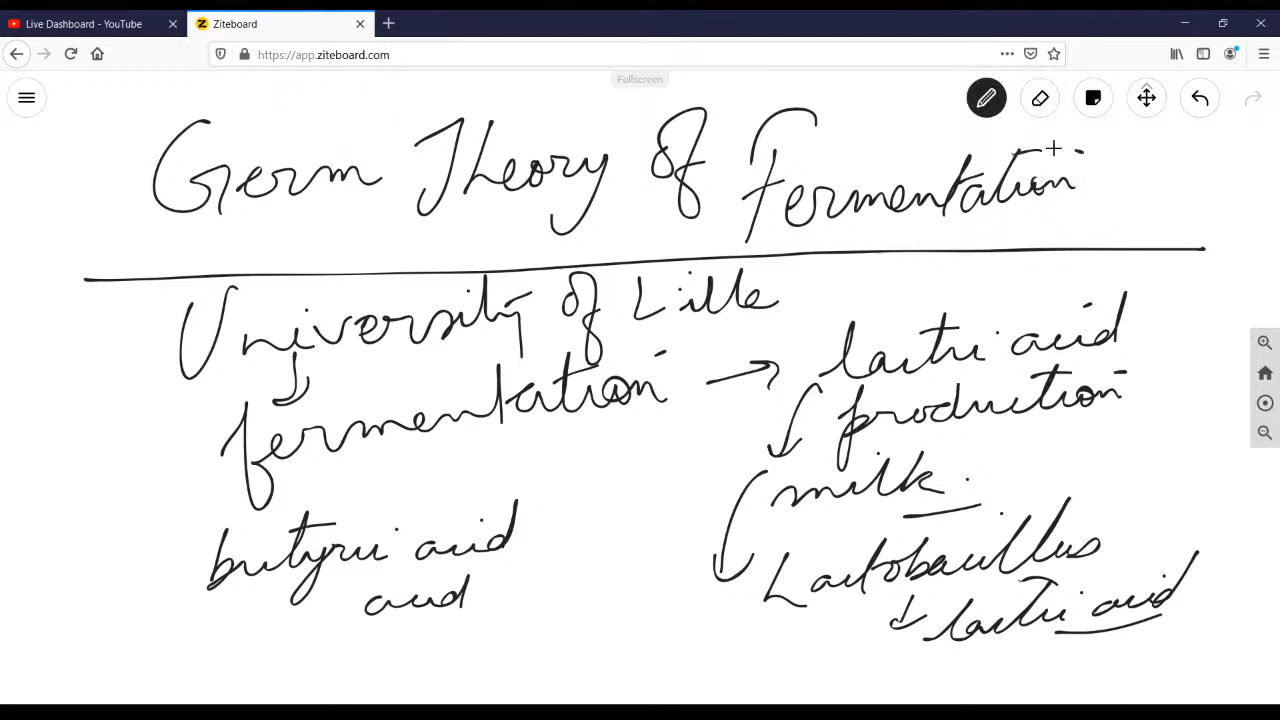 Live Dashboard - YouTube
Ziteboard
https://app.ziteboard.com
Fullscreen
Germ Theory of Fermentation
University of Lille
fermentation → lactic acid
production
milk.
butyric acid
Lactobacillus
acid
lactic acid